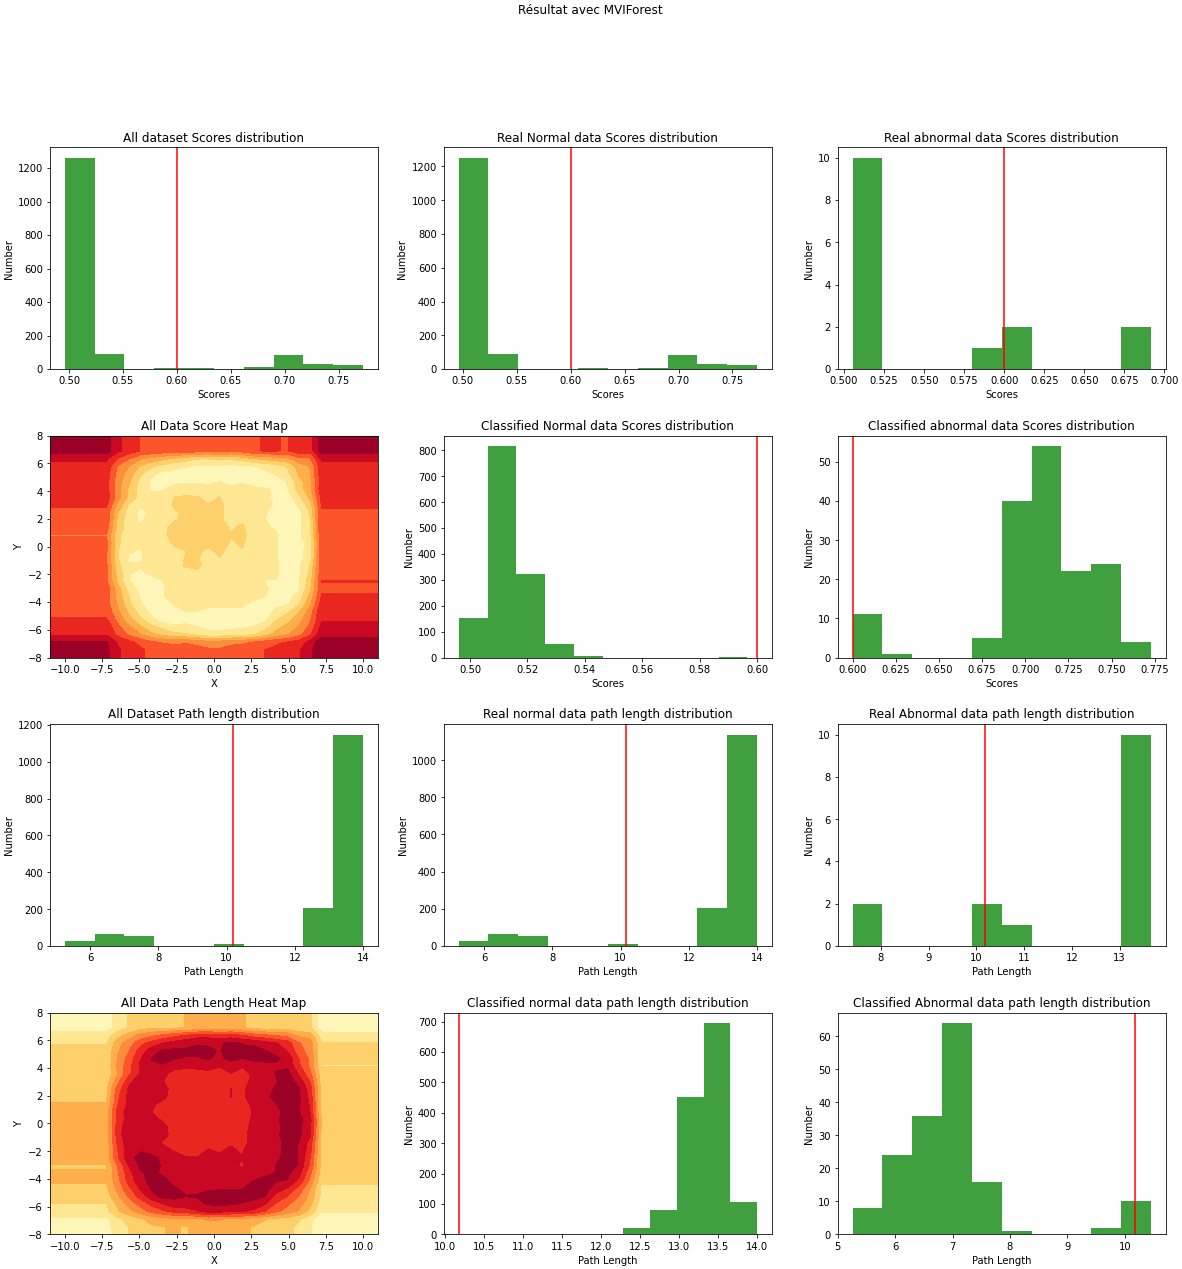 Résultat avec MVIForest
All dataset Scores distribution
Number
1200
1000
800
600
400
200
0
0.50 0.55 0.60 0.65 0.70 0.75
Scores
Real Normal data Scores distribution
Number
1200
1000
800
600
400
200
0
0.50 0.55 0.60 0.65 0.70 0.75
Scores
Real abnormal data Scores distribution
Number
10
8
6
4
2
0
0.500 0.525 0.550 0.575 0.600 0.625 0.650 0.675 0.700
Scores
All Data Score Heat Map
Y
8
6
4
2
0
−2
−4
−6
−8
−10.0 −7.5 −5.0 −2.5 0.0 2.5 5.0 7.5 10.0
X
Classified Normal data Scores distribution
Number
800
700
600
500
400
300
200
100
0
0.50 0.52 0.54 0.56 0.58 0.60
Scores
Classified abnormal data Scores distribution
Number
50
40
30
20
10
0
0.600 0.625 0.650 0.675 0.700 0.725 0.750 0.775
Scores
All Dataset Path length distribution
Number
1200
1000
800
600
400
200
0
6 8 10 12 14
Path Length
Real normal data path length distribution
Number
1000
800
600
400
200
0
6 8 10 12 14
Path Length
Real Abnormal data path length distribution
Number
10
8
6
4
2
0
8 9 10 11 12 13
Path Length
All Data Path Length Heat Map
Y
8
6
4
2
0
−2
−4
−6
−8
−10.0 −7.5 −5.0 −2.5 0.0 2.5 5.0 7.5 10.0
X
Classified normal data path length distribution
Number
700
600
500
400
300
200
100
0
10.0 10.5 11.0 11.5 12.0 12.5 13.0 13.5 14.0
Path Length
Classified Abnormal data path length distribution
Number
60
50
40
30
20
10
0
5 6 7 8 9 10
Path Length